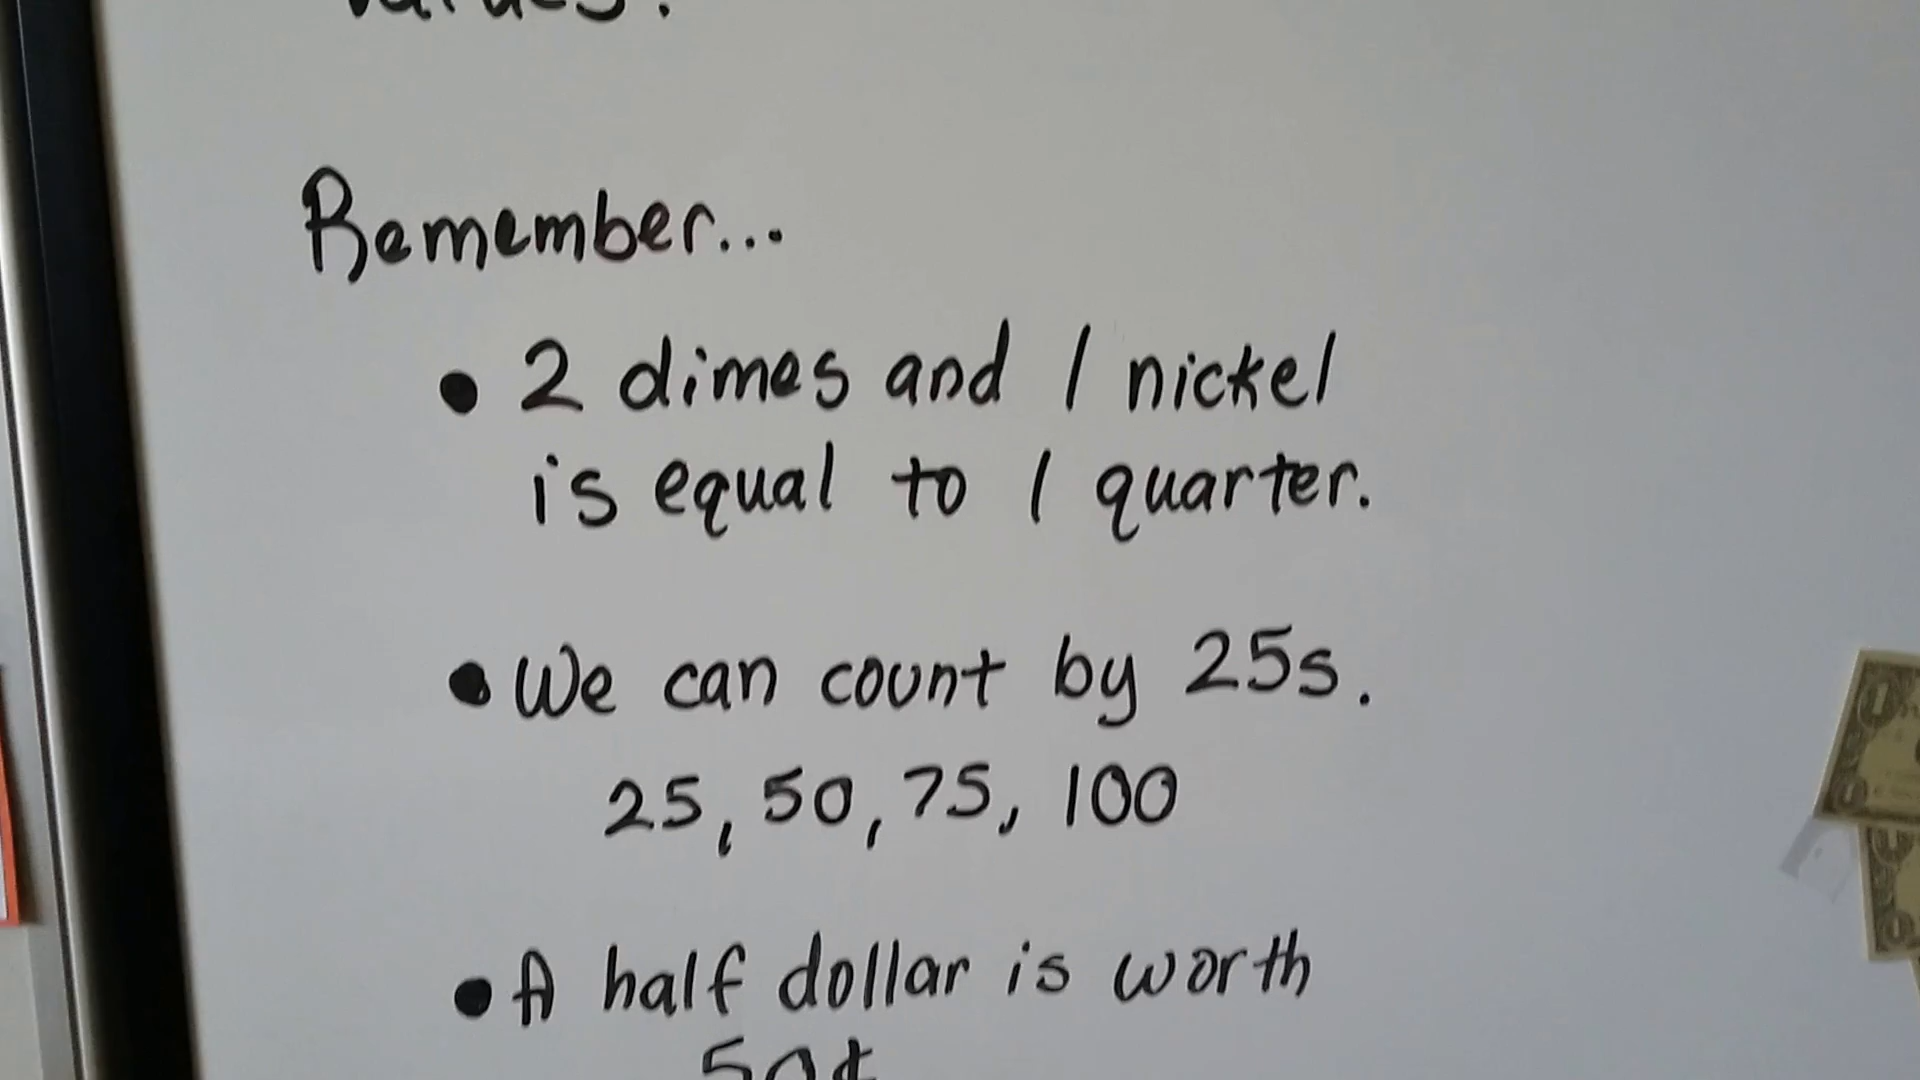 values.
Remember...
• 2 dimes and 1 nickel
is equal to 1 quarter.
• We can count by 25s.
25, 50, 75, 100
• A half dollar is worth
50¢